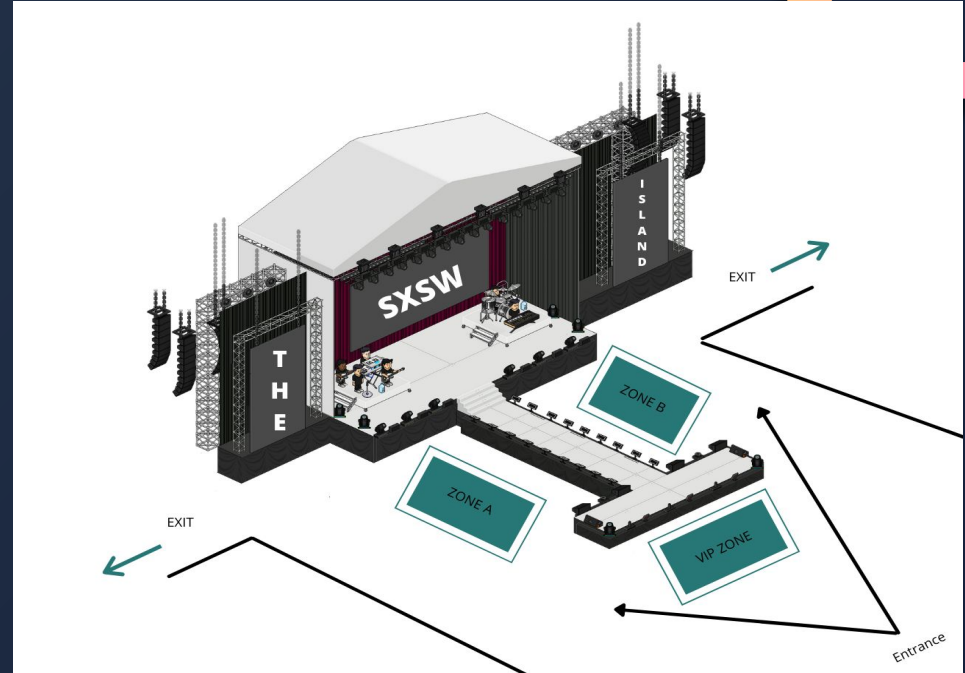 THE
SXSW
ISLAND
EXIT
ZONE B
ZONE A
VIP ZONE
EXIT
Entrance